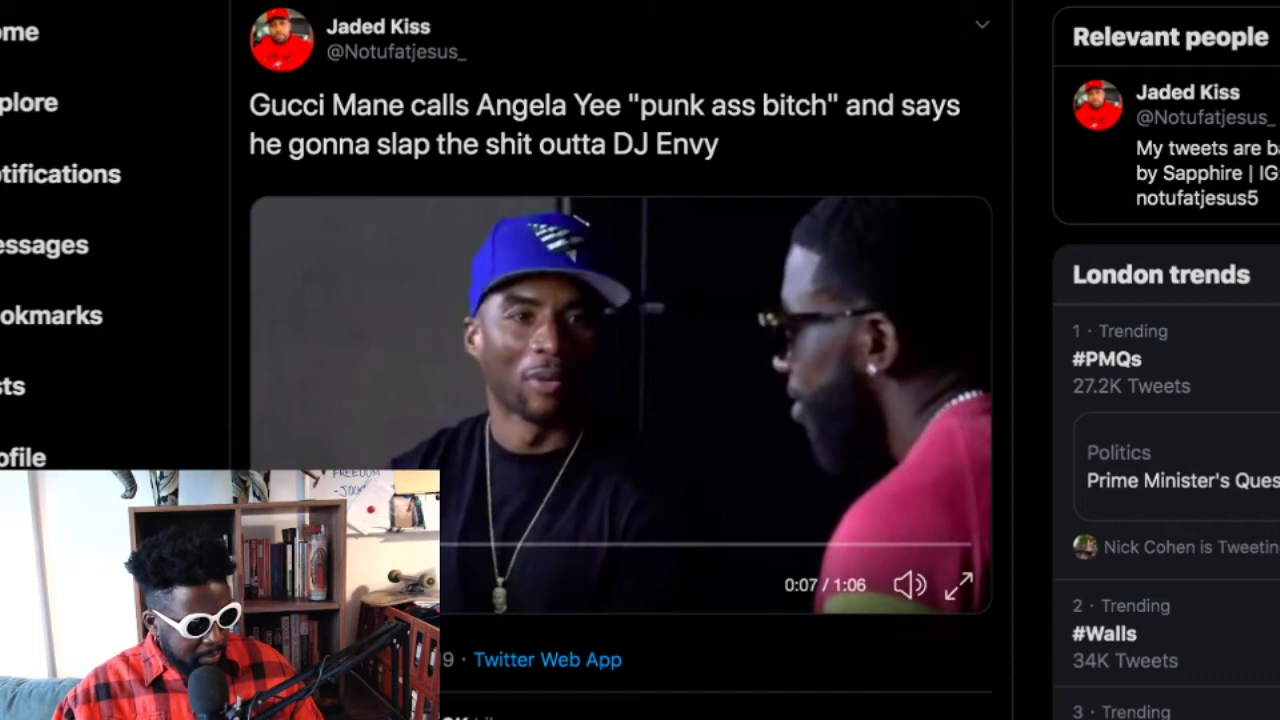 ome
plore
otifications
essages
okmarks
sts
ofile
Jaded Kiss
@Notufatjesus_
Gucci Mane calls Angela Yee "punk ass bitch" and says
he gonna slap the shit outta DJ Envy
0:07 / 1:06
9 · Twitter Web App
FREEDOM
Relevant people
Jaded Kiss
@Notufatjesus_
My tweets are ba
by Sapphire | IG
notufatjesus5
London trends
1 · Trending
#PMQs
27.2K Tweets
Politics
Prime Minister's Ques
Nick Cohen is Tweetin
2 · Trending
#Walls
34K Tweets
3 · Trending